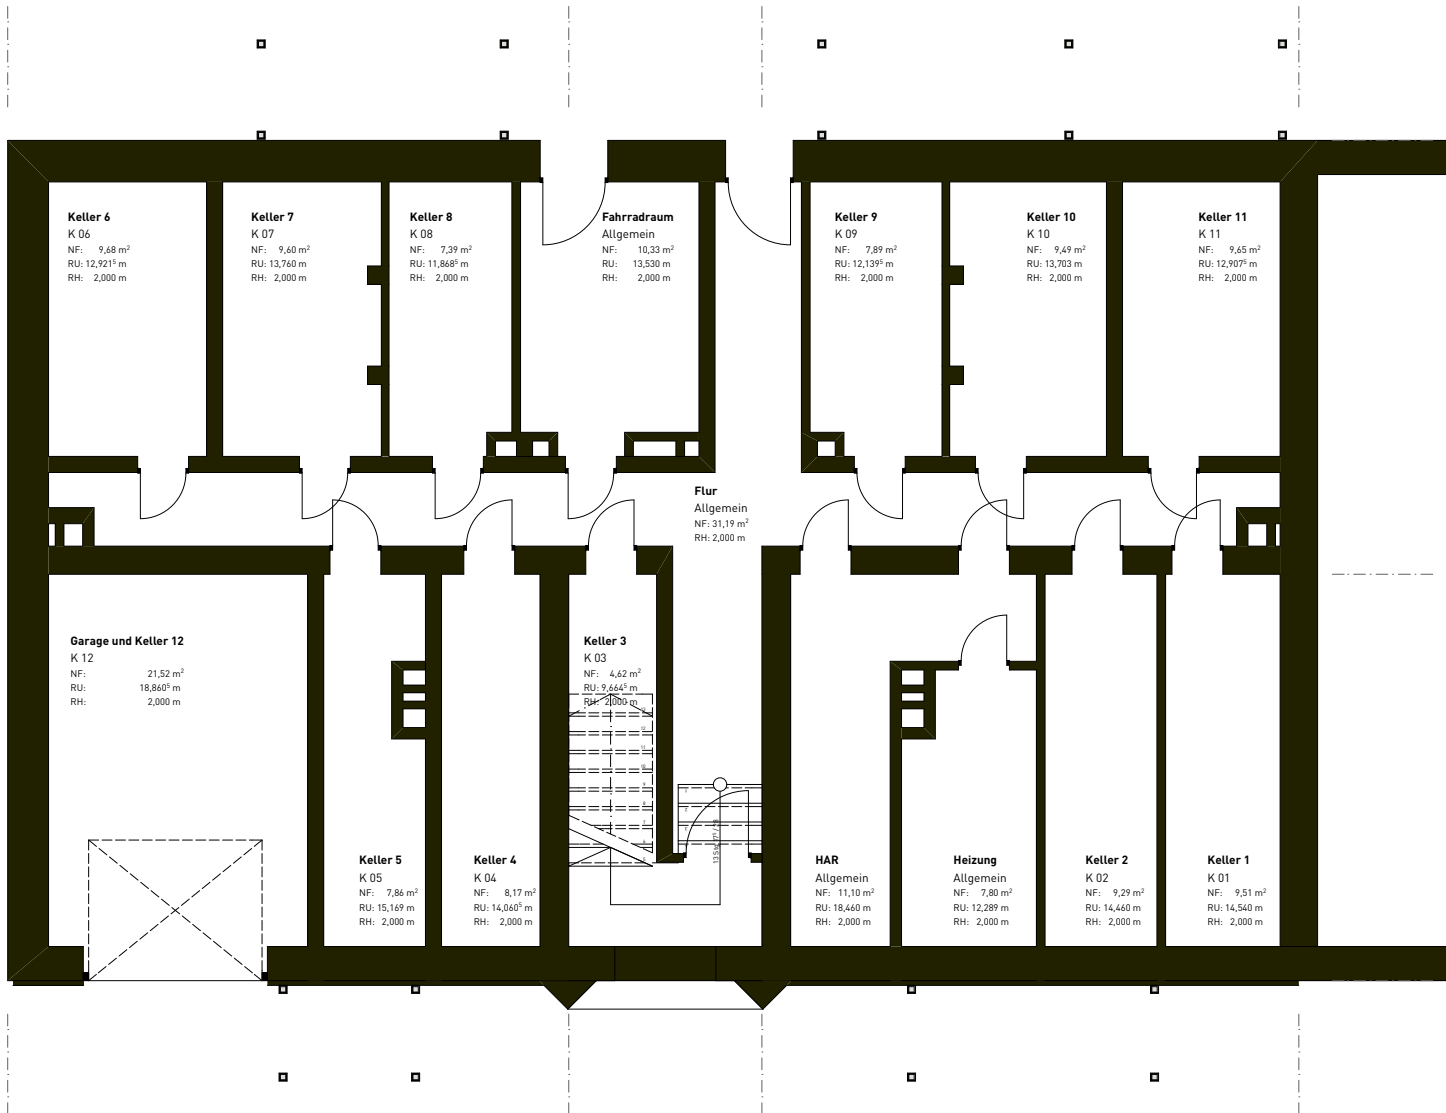 Keller 6
K 06
NF: 9,68 m²
RU: 12,921⁵ m
RH: 2,000 m
Keller 7
K 07
NF: 9,60 m²
RU: 13,760 m
RH: 2,000 m
Keller 8
K 08
NF: 7,39 m²
RU: 11,868⁵ m
RH: 2,000 m
Fahrradraum
Allgemein
NF: 10,33 m²
RU: 13,530 m
RH: 2,000 m
Keller 9
K 09
NF: 7,89 m²
RU: 12,139⁵ m
RH: 2,000 m
Keller 10
K 10
NF: 9,49 m²
RU: 13,703 m
RH: 2,000 m
Keller 11
K 11
NF: 9,65 m²
RU: 12,907⁵ m
RH: 2,000 m
Flur
Allgemein
NF: 31,19 m²
RH: 2,000 m
Garage und Keller 12
K 12
NF: 21,52 m²
RU: 18,860⁵ m
RH: 2,000 m
Keller 3
K 03
NF: 4,62 m²
RU: 9,664⁵ m
RH: 2,000 m
Keller 5
K 05
NF: 7,86 m²
RU: 15,169 m
RH: 2,000 m
Keller 4
K 04
NF: 8,17 m²
RU: 14,060⁵ m
RH: 2,000 m
HAR
Allgemein
NF: 11,10 m²
RU: 18,460 m
RH: 2,000 m
Heizung
Allgemein
NF: 7,80 m²
RU: 12,289 m
RH: 2,000 m
Keller 2
K 02
NF: 9,29 m²
RU: 14,460 m
RH: 2,000 m
Keller 1
K 01
NF: 9,51 m²
RU: 14,540 m
RH: 2,000 m